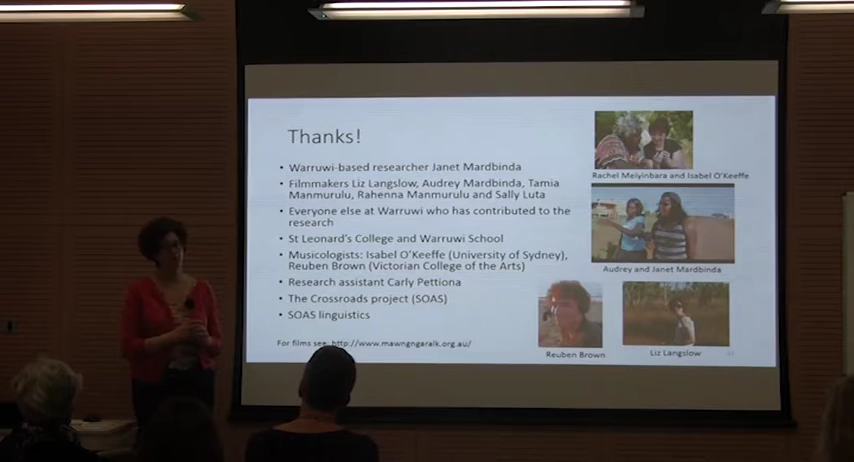 Thanks!
• Warruwi-based researcher Janet Mardbinda
• Filmmakers Liz Langslow, Audrey Mardbinda, Tamia
Manmurulu, Rahenna Manmurulu and Sally Luta
• Everyone else at Warruwi who has contributed to the
research
• St Leonard's College and Warruwi School
• Musicologists: Isabel O'Keeffe (University of Sydney),
Reuben Brown (Victorian College of the Arts)
• Research assistant Carly Pettiona
• The Crossroads project (SOAS)
• SOAS linguistics
For films see: http://www.mawngngaralk.org.au/
Rachel Meiyinbara and Isabel O'Keeffe
Audrey and Janet Mardbinda
Reuben Brown
Liz Langslow